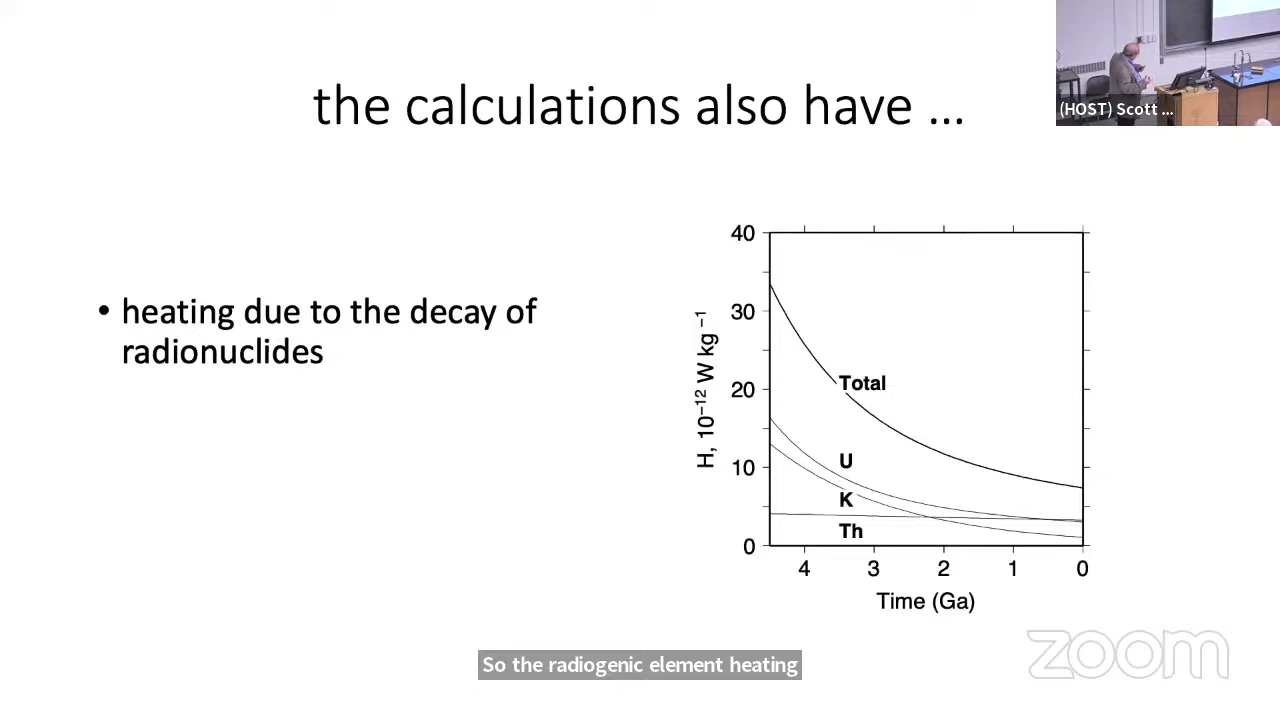 (HOST) Scott ...
the calculations also have ...
• heating due to the decay of
radionuclides
40
30
20
10
0
H, 10⁻¹² W kg⁻¹
Total
U
K
Th
4 3 2 1 0
Time (Ga)
So the radiogenic element heating
zoom